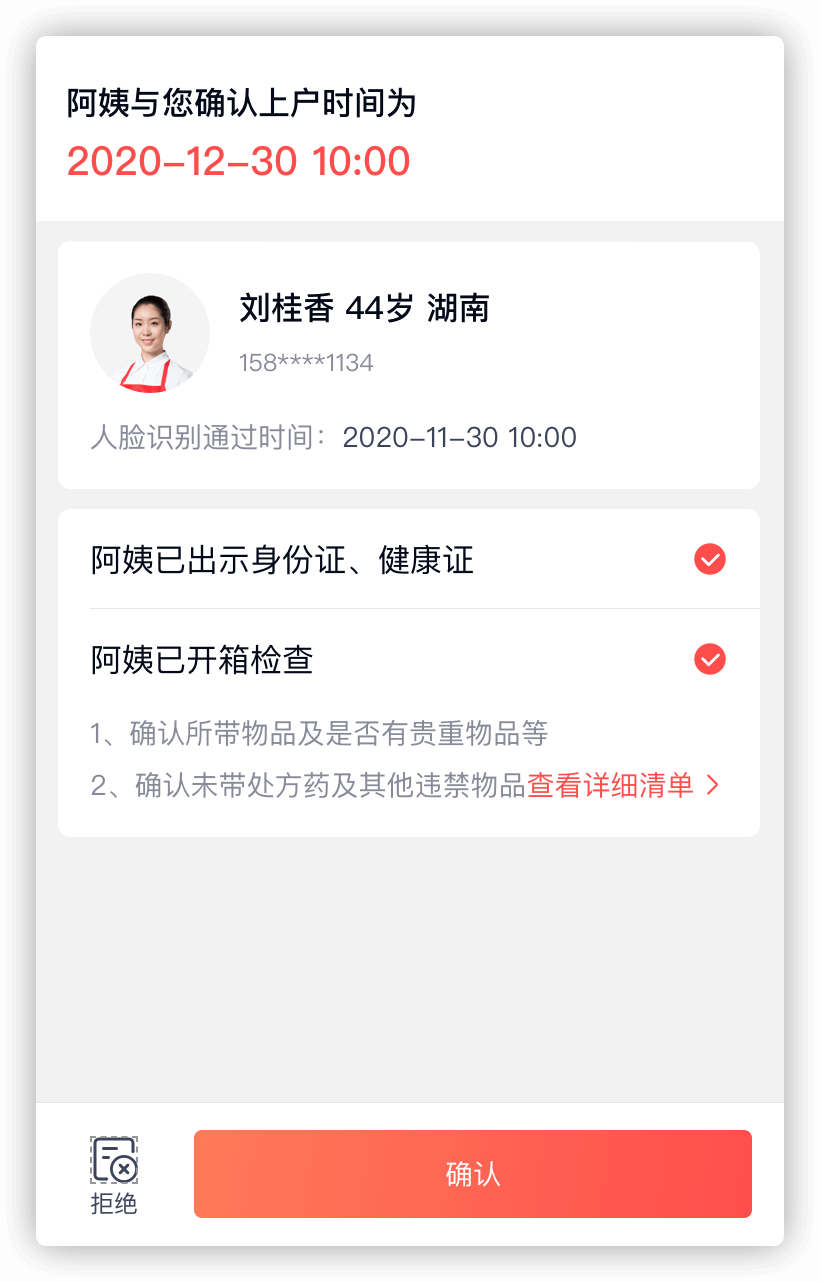 阿姨与您确认上户时间为
2020-12-30 10:00
刘桂香 44岁 湖南
158****1134
人脸识别通过时间：2020-11-30 10:00
阿姨已出示身份证、健康证
阿姨已开箱检查
1、确认所带物品及是否有贵重物品等
2、确认未带处方药及其他违禁物品查看详细清单 >
拒绝
确认